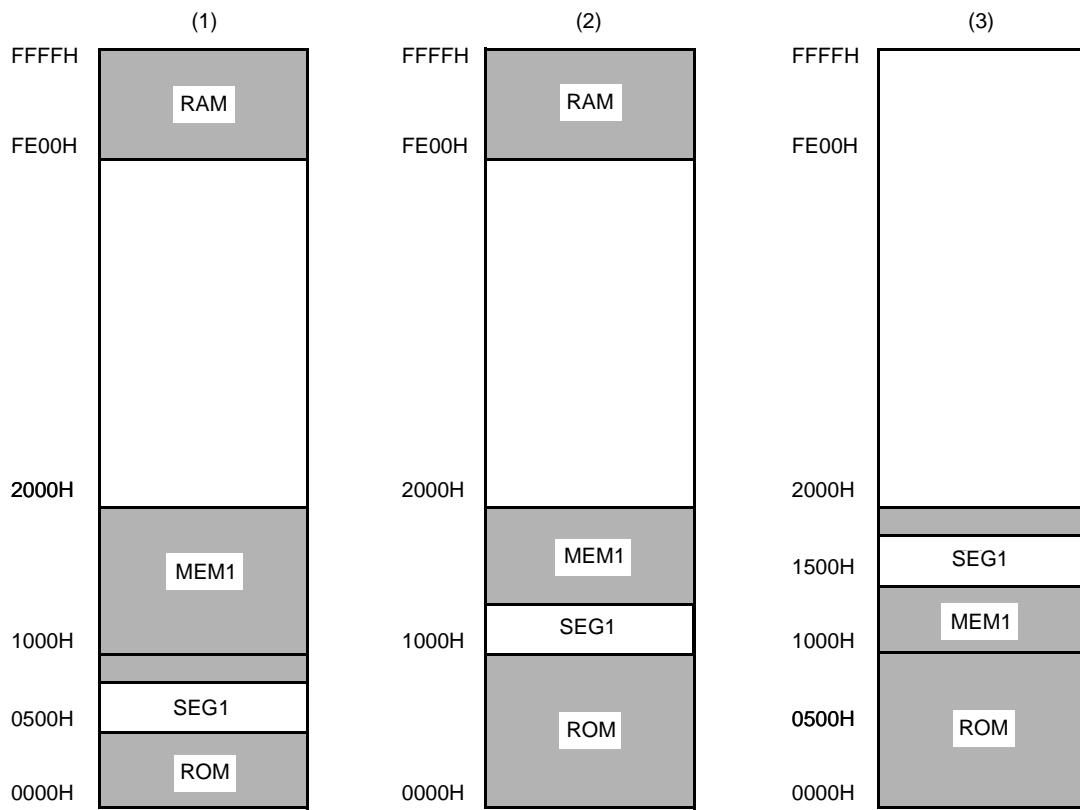 (1)
FFFFH
RAM
FE00H
2000H
MEM1
1000H
SEG1
0500H
ROM
0000H
(2)
FFFFH
RAM
FE00H
2000H
MEM1
SEG1
1000H
ROM
0000H
(3)
FFFFH
FE00H
2000H
SEG1
1500H
MEM1
1000H
0500H
ROM
0000H